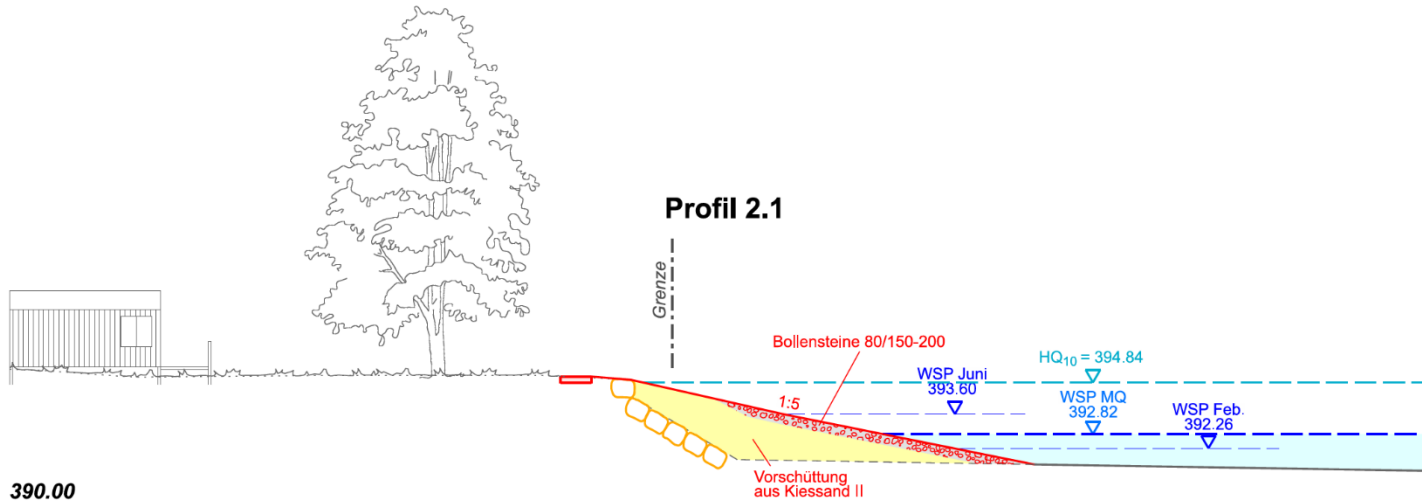 Profil 2.1
Grenze
Bollensteine 80/150-200
HQ10 = 394.84
WSP Juni
393.60
WSP MQ
392.82
WSP Feb.
392.26
1:5
Vorschüttung
aus Kiessand II
390.00